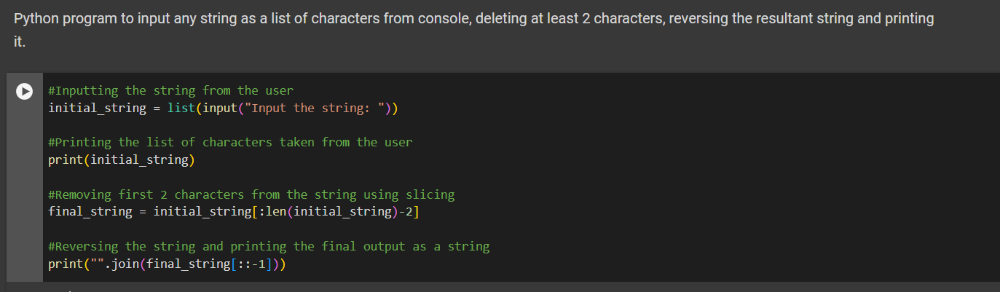 Python program to input any string as a list of characters from console, deleting at least 2 characters, reversing the resultant string and printing
it.
#Inputting the string from the user
initial_string = list(input("Input the string: "))
#Printing the list of characters taken from the user
print(initial_string)
#Removing first 2 characters from the string using slicing
final_string = initial_string[:len(initial_string)-2]
#Reversing the string and printing the final output as a string
print("".join(final_string[::-1]))